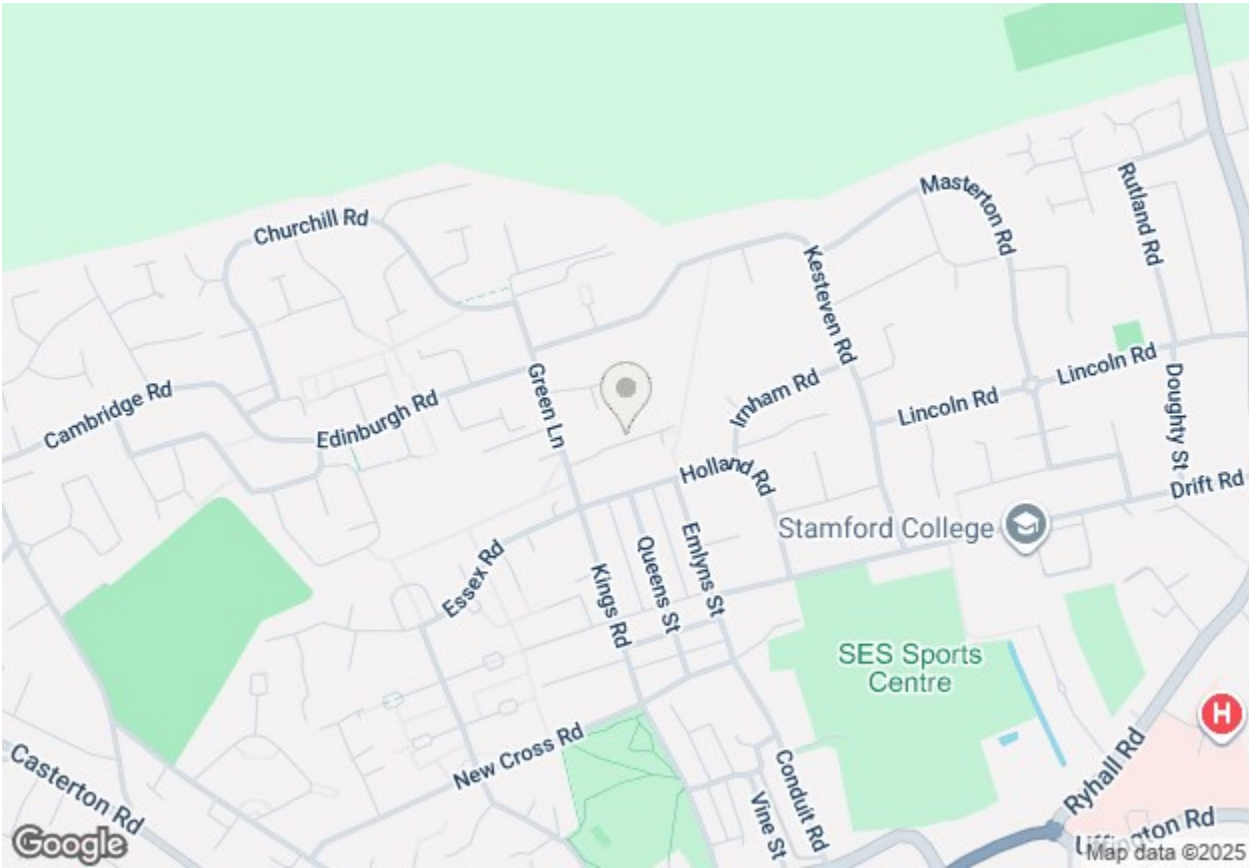 Masterton Rd
Rutland Rd
Churchill Rd
Kesteven Rd
Lincoln Rd
Cambridge Rd
Green Ln
Irnham Rd
Lincoln Rd
Doughty St
Edinburgh Rd
Holland Rd
Drift Rd
Stamford College
Essex Rd
Queens St
Emlyns St
Kings Rd
SES Sports
Centre
H
New Cross Rd
Casterton Rd
Conduit Rd
Vine St
Ryhall Rd
Uffington Rd
Google
Map data ©2025